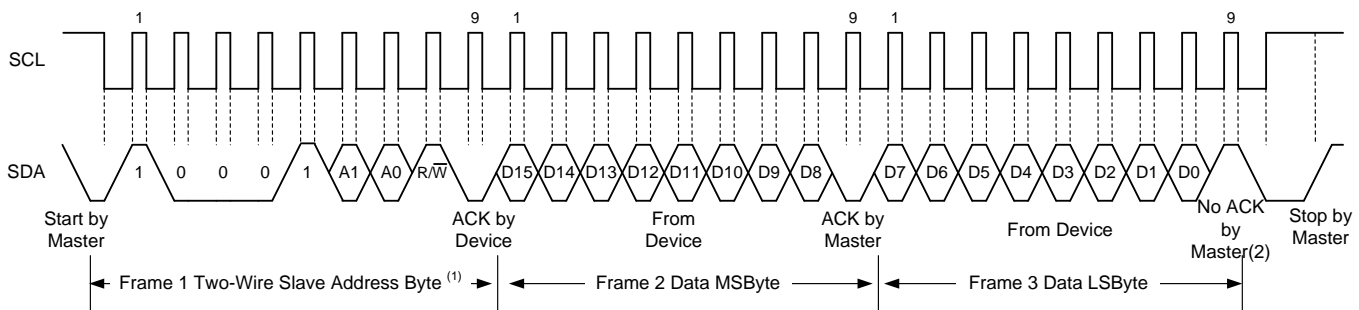 1 9 1 9 1 9
SCL
SDA
1 0 0 0 1 A1 A0 R/W̅ D15 D14 D13 D12 D11 D10 D9 D8 D7 D6 D5 D4 D3 D2 D1 D0
Start by
Master
ACK by
Device
From
Device
ACK by
Master
From Device
No ACK
by
Master(2)
Stop by
Master
Frame 1 Two-Wire Slave Address Byte (1)
Frame 2 Data MSByte
Frame 3 Data LSByte